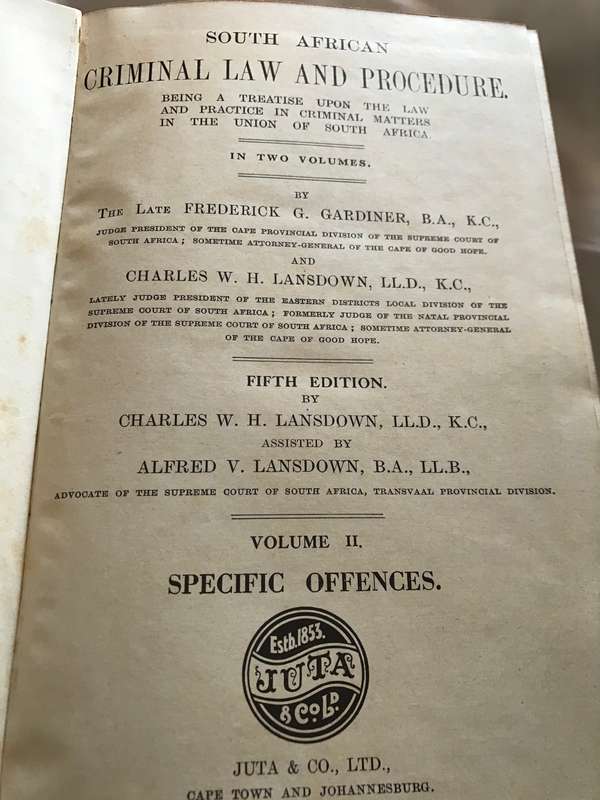 SOUTH AFRICAN
CRIMINAL LAW AND PROCEDURE.
BEING A TREATISE UPON THE LAW
AND PRACTICE IN CRIMINAL MATTERS
IN THE UNION OF SOUTH AFRICA
IN TWO VOLUMES.
BY
THE LATE FREDERICK G. GARDINER, B.A., K.C.,
JUDGE PRESIDENT OF THE CAPE PROVINCIAL DIVISION OF THE SUPREME COURT OF
SOUTH AFRICA; SOMETIME ATTORNEY-GENERAL OF THE CAPE OF GOOD HOPE.
AND
CHARLES W. H. LANSDOWN, LL.D., K.C.,
LATELY JUDGE PRESIDENT OF THE EASTERN DISTRICTS LOCAL DIVISION OF THE
SUPREME COURT OF SOUTH AFRICA; FORMERLY JUDGE OF THE NATAL PROVINCIAL
DIVISION OF THE SUPREME COURT OF SOUTH AFRICA; SOMETIME ATTORNEY-GENERAL
OF THE CAPE OF GOOD HOPE.
FIFTH EDITION.
BY
CHARLES W. H. LANSDOWN, LL.D., K.C.,
ASSISTED BY
ALFRED V. LANSDOWN, B.A., LL.B.,
ADVOCATE OF THE SUPREME COURT OF SOUTH AFRICA, TRANSVAAL PROVINCIAL DIVISION.
VOLUME II.
SPECIFIC OFFENCES.
Estb. 1853.
JUTA
& Co. LD.
JUTA & CO., LTD.,
CAPE TOWN AND JOHANNESBURG.